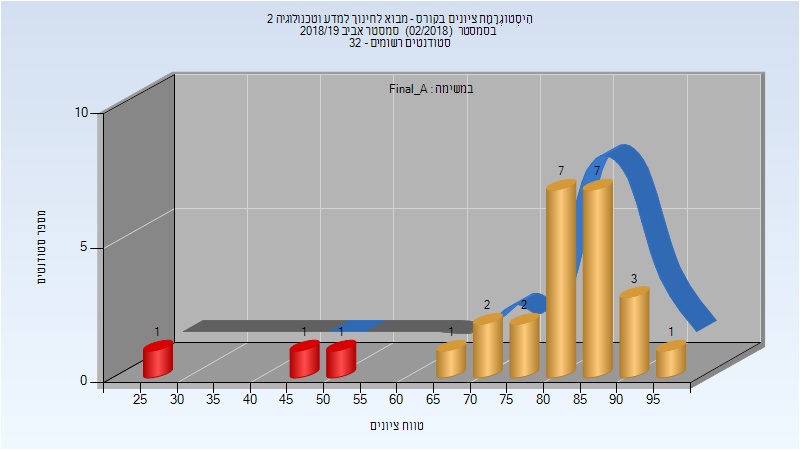 היסטוגרמת ציונים בקורס - מבוא לחינוך למדע וטכנולוגיה 2
בסמסטר (02/2018) סמסטר אביב 2018/19
סטודנטים רשומים - 32
במשימה : Final_A
מספר סטודנטים
10
5
0
1
1
1
1
2
2
7
7
3
1
25 30 35 40 45 50 55 60 65 70 75 80 85 90 95
טווח ציונים